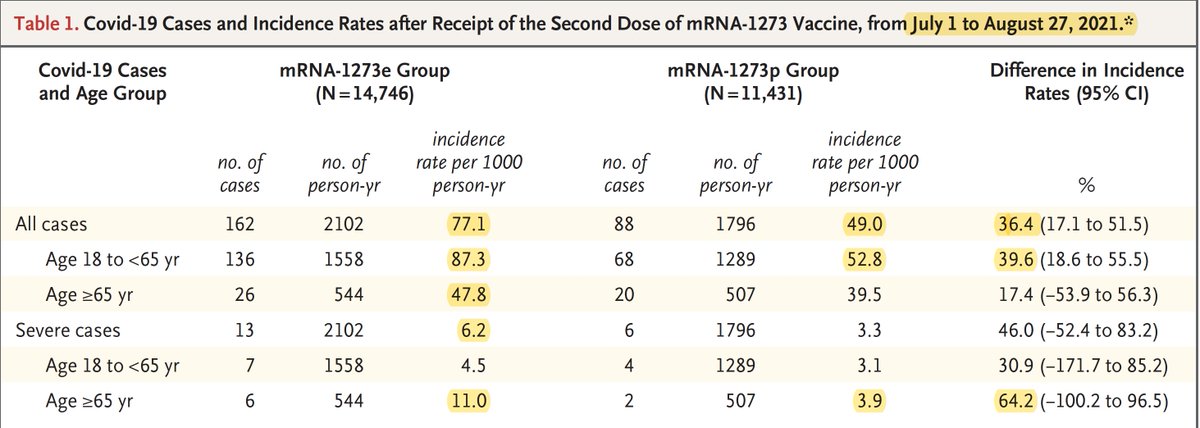 Table 1. Covid-19 Cases and Incidence Rates after Receipt of the Second Dose of mRNA-1273 Vaccine, from July 1 to August 27, 2021.*
Covid-19 Cases and Age Group mRNA-1273e Group (N=14,746) mRNA-1273p Group (N=11,431) Difference in Incidence Rates (95% CI)
no. of cases no. of person-yr incidence rate per 1000 person-yr no. of cases no. of person-yr incidence rate per 1000 person-yr %
All cases 162 2102 77.1 88 1796 49.0 36.4 (17.1 to 51.5)
Age 18 to <65 yr 136 1558 87.3 68 1289 52.8 39.6 (18.6 to 55.5)
Age ≥65 yr 26 544 47.8 20 507 39.5 17.4 (–53.9 to 56.3)
Severe cases 13 2102 6.2 6 1796 3.3 46.0 (–52.4 to 83.2)
Age 18 to <65 yr 7 1558 4.5 4 1289 3.1 30.9 (–171.7 to 85.2)
Age ≥65 yr 6 544 11.0 2 507 3.9 64.2 (–100.2 to 96.5)